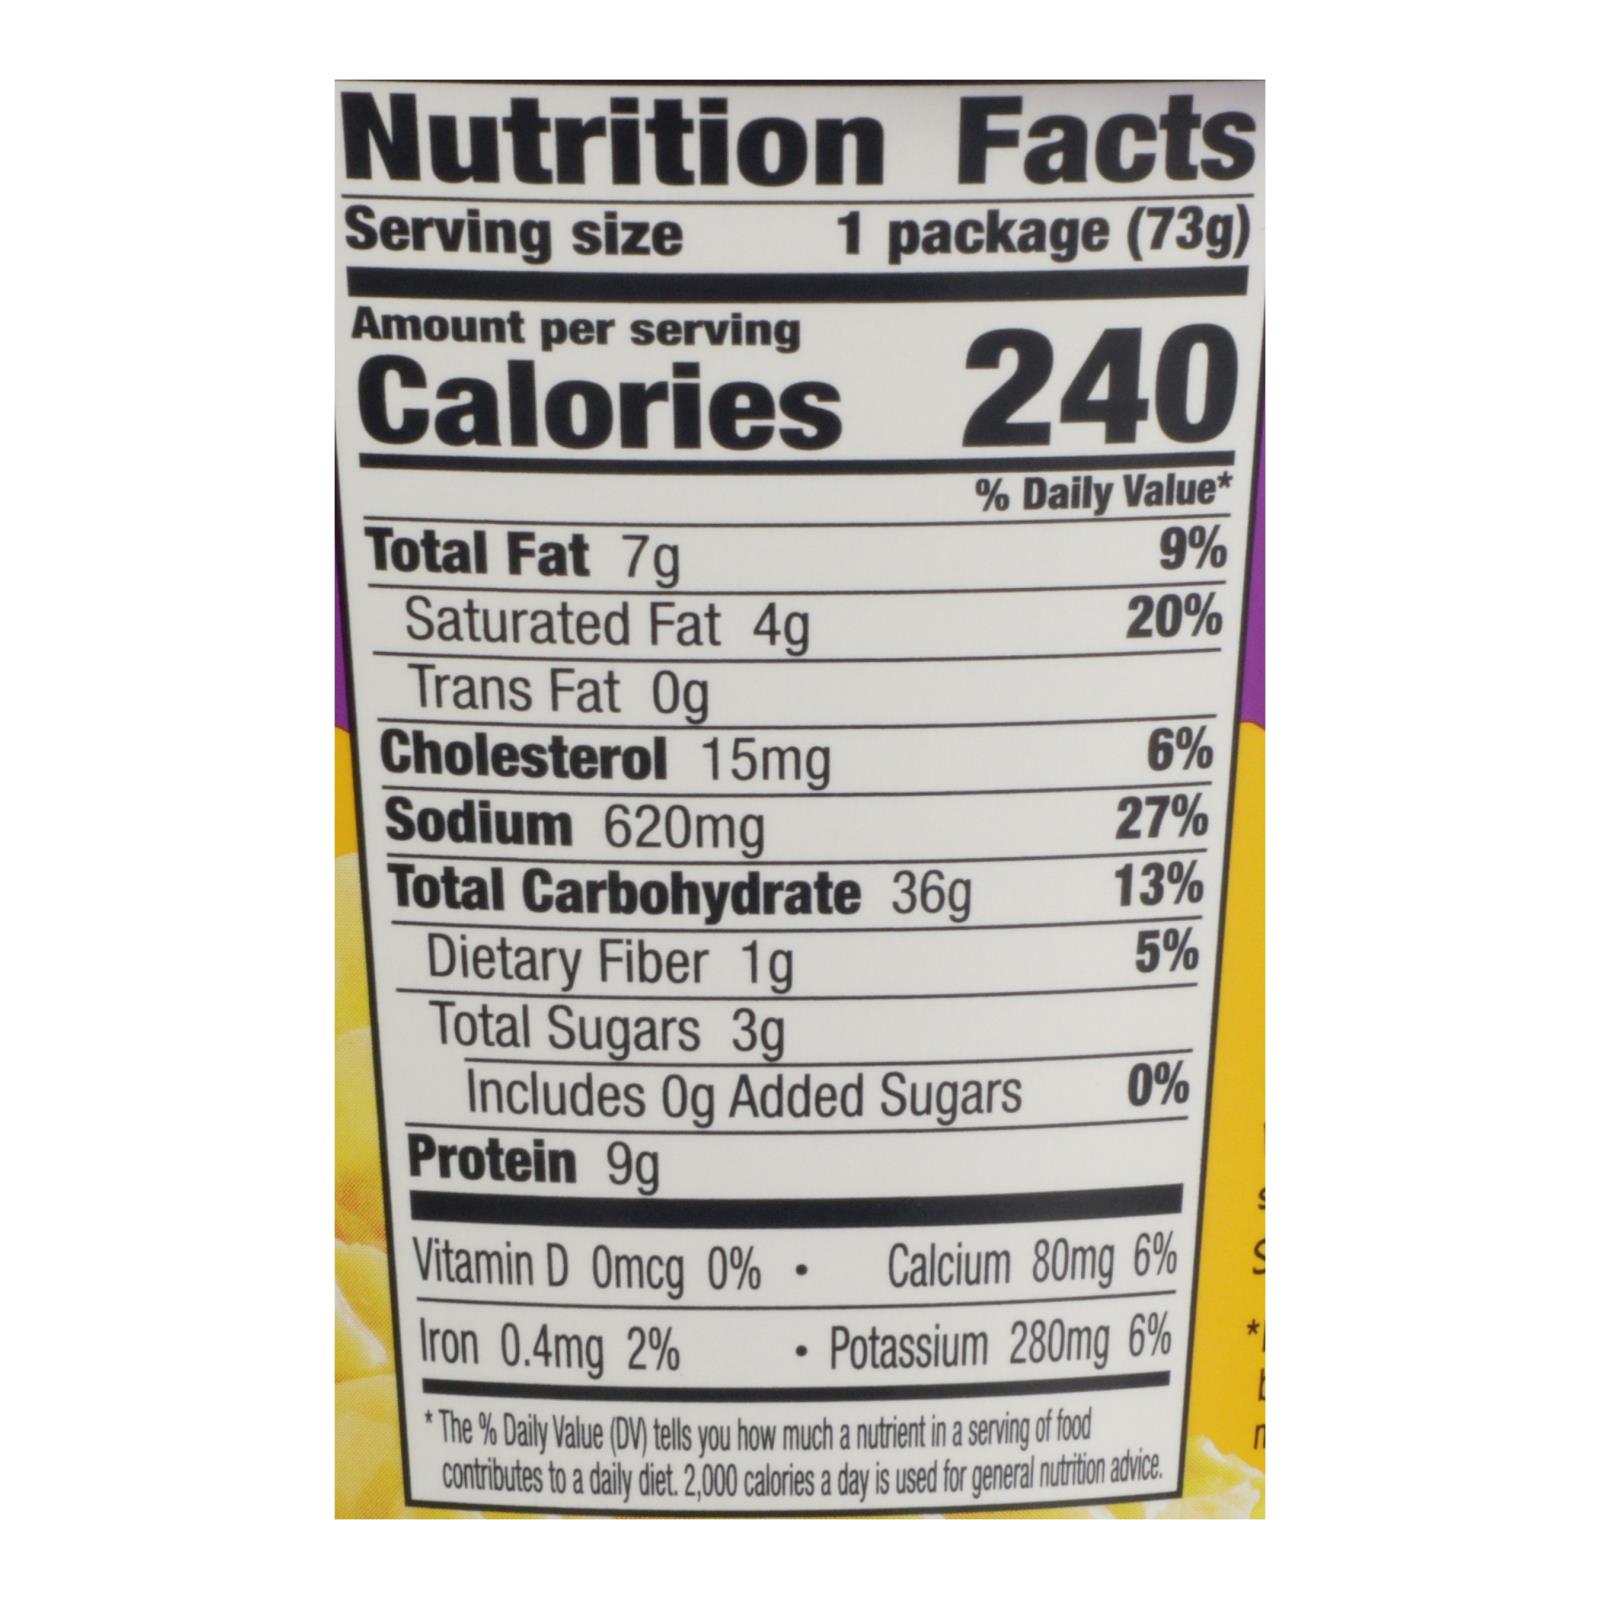 Nutrition Facts
Serving size 1 package (73g)
Amount per serving
Calories 240
% Daily Value*
Total Fat 7g 9%
Saturated Fat 4g 20%
Trans Fat 0g
Cholesterol 15mg 6%
Sodium 620mg 27%
Total Carbohydrate 36g 13%
Dietary Fiber 1g 5%
Total Sugars 3g
Includes 0g Added Sugars 0%
Protein 9g
Vitamin D 0mcg 0% • Calcium 80mg 6%
Iron 0.4mg 2% • Potassium 280mg 6%
* The % Daily Value (DV) tells you how much a nutrient in a serving of food
contributes to a daily diet. 2,000 calories a day is used for general nutrition advice.